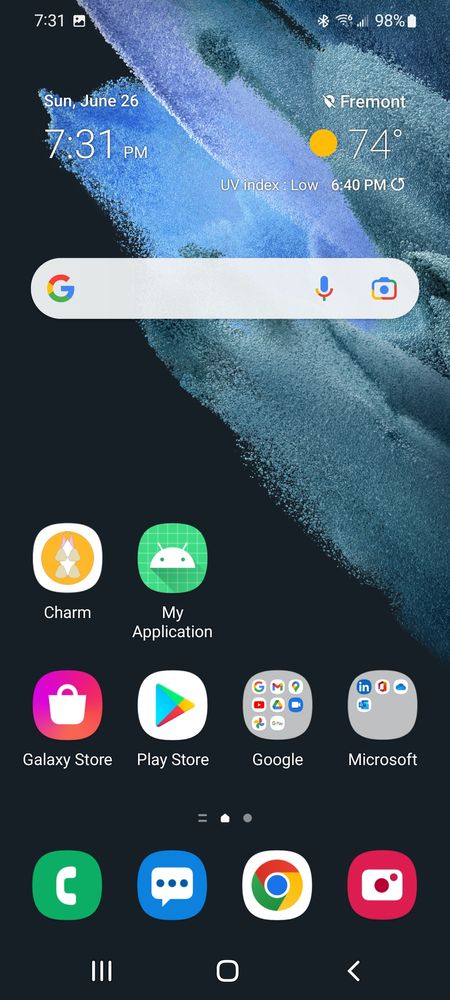 7:31
98%
Sun, June 26
Fremont
7:31 PM
74°
UV index : Low 6:40 PM
Charm
My
Application
Galaxy Store
Play Store
Google
Microsoft